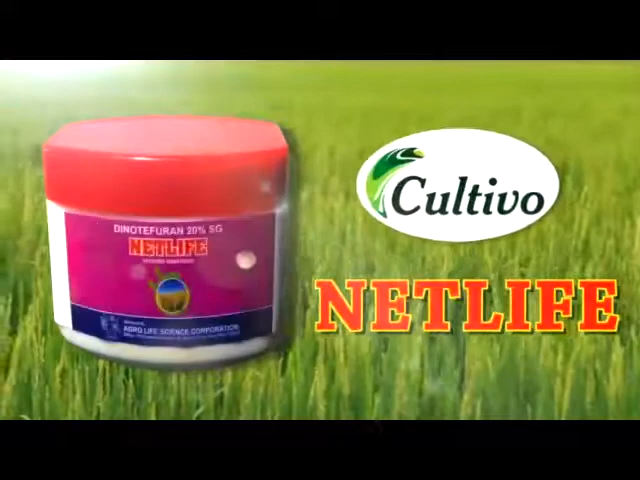 DINOTEFURAN 20% SG
NETLIFE
AGRO LIFE SCIENCE CORPORATION
Cultivo
NETLIFE